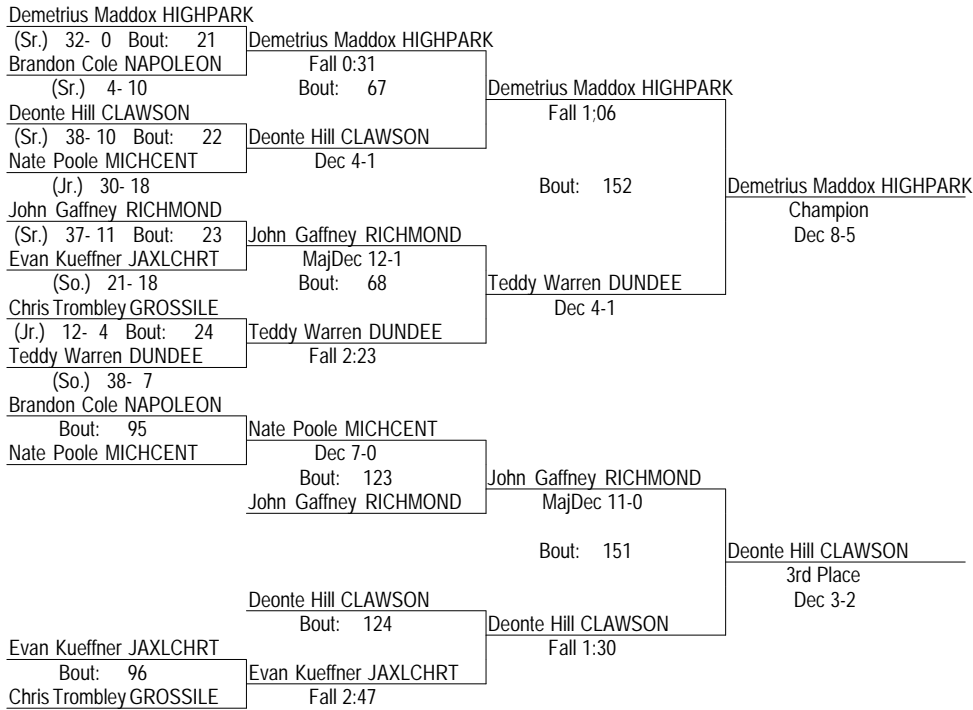 Demetrius Maddox HIGHPARK
(Sr.) 32- 0 Bout: 21 Demetrius Maddox HIGHPARK
Brandon Cole NAPOLEON Fall 0:31
(Sr.) 4- 10 Bout: 67 Demetrius Maddox HIGHPARK
Deonte Hill CLAWSON Fall 1;06
(Sr.) 38- 10 Bout: 22 Deonte Hill CLAWSON
Nate Poole MICHCENT Dec 4-1
(Jr.) 30- 18 Bout: 152 Demetrius Maddox HIGHPARK
John Gaffney RICHMOND Champion
(Sr.) 37- 11 Bout: 23 John Gaffney RICHMOND Dec 8-5
Evan Kueffner JAXLCHRT MajDec 12-1
(So.) 21- 18 Bout: 68 Teddy Warren DUNDEE
Chris Trombley GROSSILE Dec 4-1
(Jr.) 12- 4 Bout: 24 Teddy Warren DUNDEE
Teddy Warren DUNDEE Fall 2:23
(So.) 38- 7
Brandon Cole NAPOLEON
Bout: 95 Nate Poole MICHCENT
Nate Poole MICHCENT Dec 7-0
Bout: 123 John Gaffney RICHMOND
John Gaffney RICHMOND MajDec 11-0
Bout: 151 Deonte Hill CLAWSON
3rd Place
Deonte Hill CLAWSON Dec 3-2
Bout: 124 Deonte Hill CLAWSON
Evan Kueffner JAXLCHRT Fall 1:30
Bout: 96 Evan Kueffner JAXLCHRT
Chris Trombley GROSSILE Fall 2:47